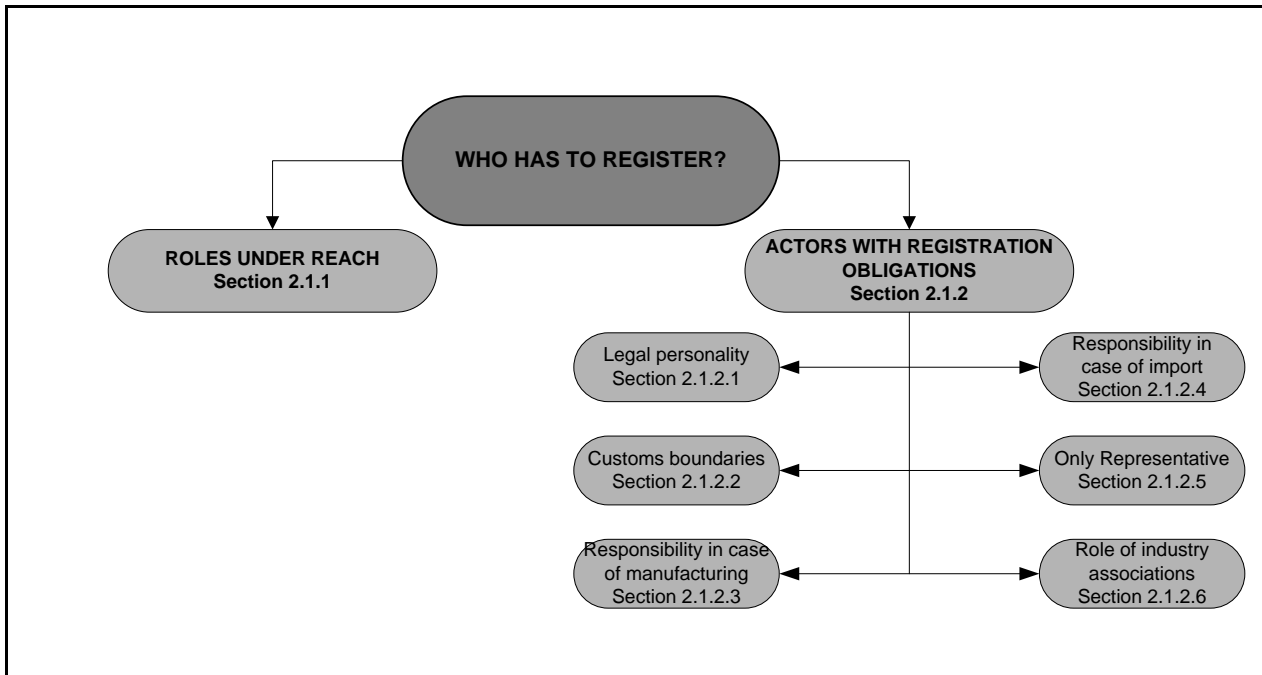 WHO HAS TO REGISTER?
ROLES UNDER REACH
Section 2.1.1
ACTORS WITH REGISTRATION
OBLIGATIONS
Section 2.1.2
Legal personality
Section 2.1.2.1
Responsibility in
case of import
Section 2.1.2.4
Customs boundaries
Section 2.1.2.2
Only Representative
Section 2.1.2.5
Responsibility in case
of manufacturing
Section 2.1.2.3
Role of industry
associations
Section 2.1.2.6